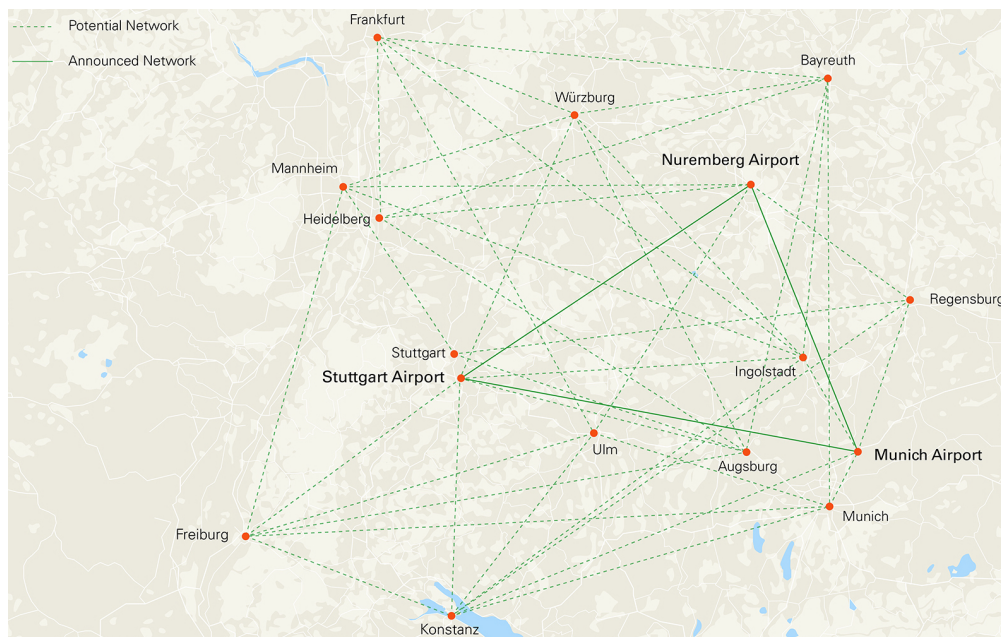 Frankfurt
Potential Network
Announced Network
Bayreuth
Würzburg
Nuremberg Airport
Mannheim
Heidelberg
Regensburg
Stuttgart
Ingolstadt
Stuttgart Airport
Ulm
Munich Airport
Augsburg
Munich
Freiburg
Konstanz